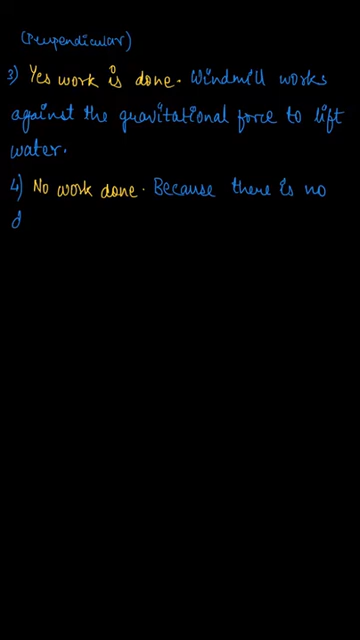 (Perpendicular)
3) Yes work is done. Windmill works
against the gravitational force to lift
water.
4) No work done. Because there is no
d